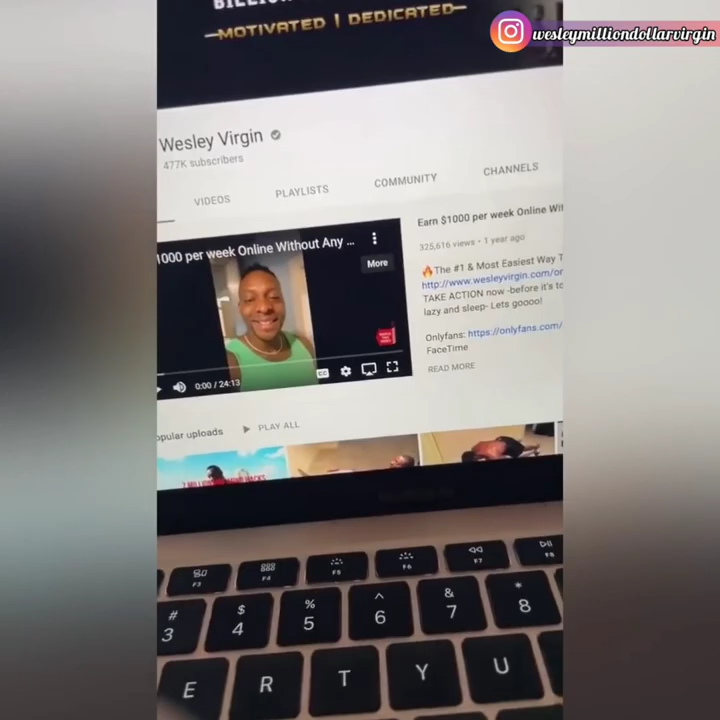 wesleymilliondollarvirgin
—MOTIVATED | DEDICATED—
Wesley Virgin
477K subscribers
VIDEOS
PLAYLISTS
COMMUNITY
CHANNELS
1000 per week Online Without Any ...
More
0:00 / 24:13
CC
Earn $1000 per week Online Wit
325,616 views • 1 year ago
🔥The #1 & Most Easiest Way T
http://www.wesleyvirgin.com/or
TAKE ACTION now -before it's to
lazy and sleep- Lets gooool
Onlyfans: https://onlyfans.com/
FaceTime
READ MORE
opular uploads
PLAY ALL
F3
F4
F5
F6
F7
F8
#
3
$
4
%
5
^
6
&
7
*
8
E
R
T
Y
U